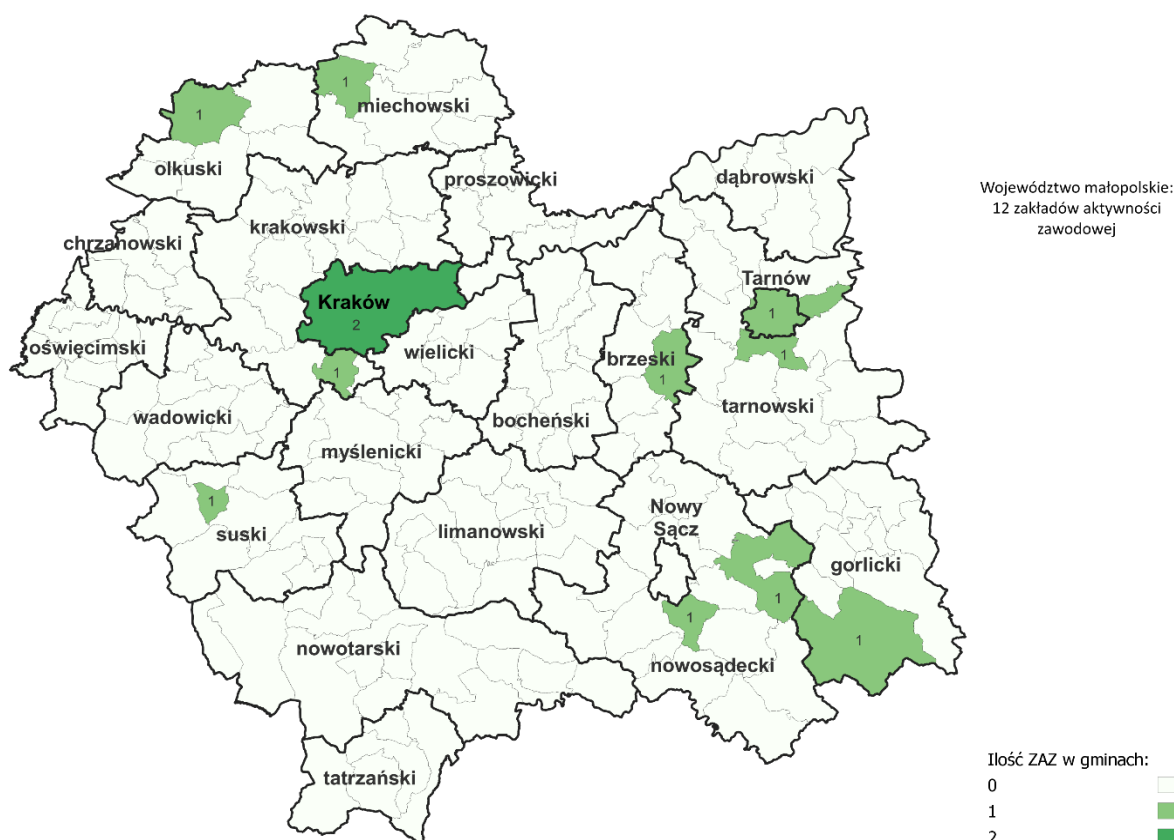 1
miechowski
1
olkuski
proszowicki
dąbrowski
Województwo małopolskie:
12 zakładów aktywności
zawodowej
krakowski
chrzanowski
Tarnów
1
Kraków
2
oświęcimski
wielicki
brzeski
1
1
1
wadowicki
bocheński
tarnowski
myślenicki
1
suski
limanowski
Nowy
Sącz
gorlicki
1
1
1
nowotarski
nowosądecki
tatrzański
Ilość ZAZ w gminach:
0
1
2